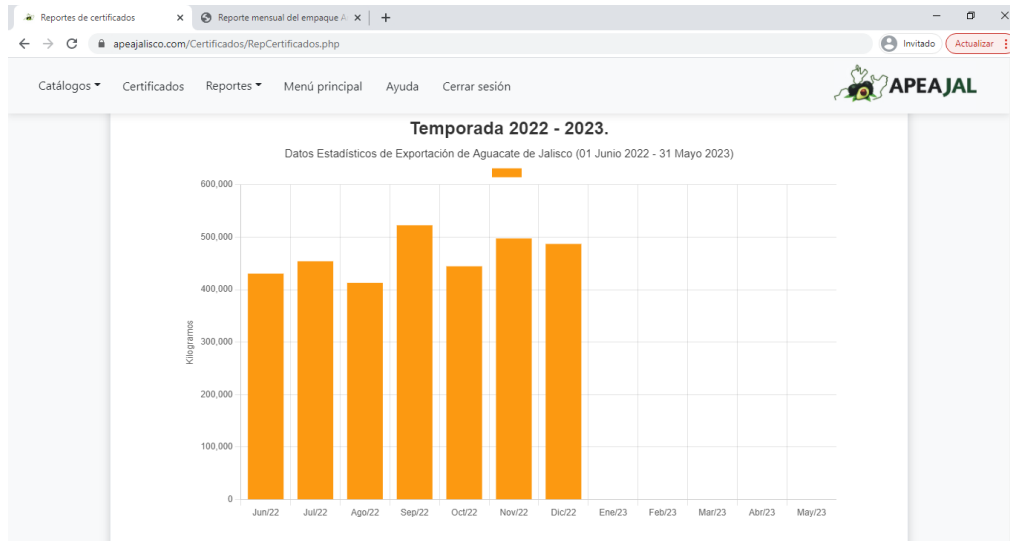 Reportes de certificados
Reporte mensual del empaque A
apeajalisco.com/Certificados/RepCertificados.php
Invitado
Actualizar
Catálogos
Certificados
Reportes
Menú principal
Ayuda
Cerrar sesión
APEAJAL
Temporada 2022 - 2023.
Datos Estadísticos de Exportación de Aguacate de Jalisco (01 Junio 2022 - 31 Mayo 2023)
600,000
500,000
400,000
300,000
200,000
100,000
0
Kilogramos
Jun/22 Jul/22 Ago/22 Sep/22 Oct/22 Nov/22 Dic/22 Ene/23 Feb/23 Mar/23 Abr/23 May/23